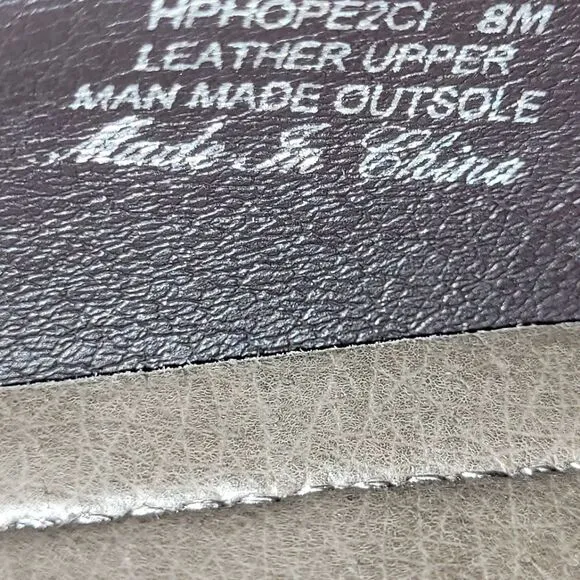 HPHOPE2CI 8M
LEATHER UPPER
MAN MADE OUTSOLE
Made In China